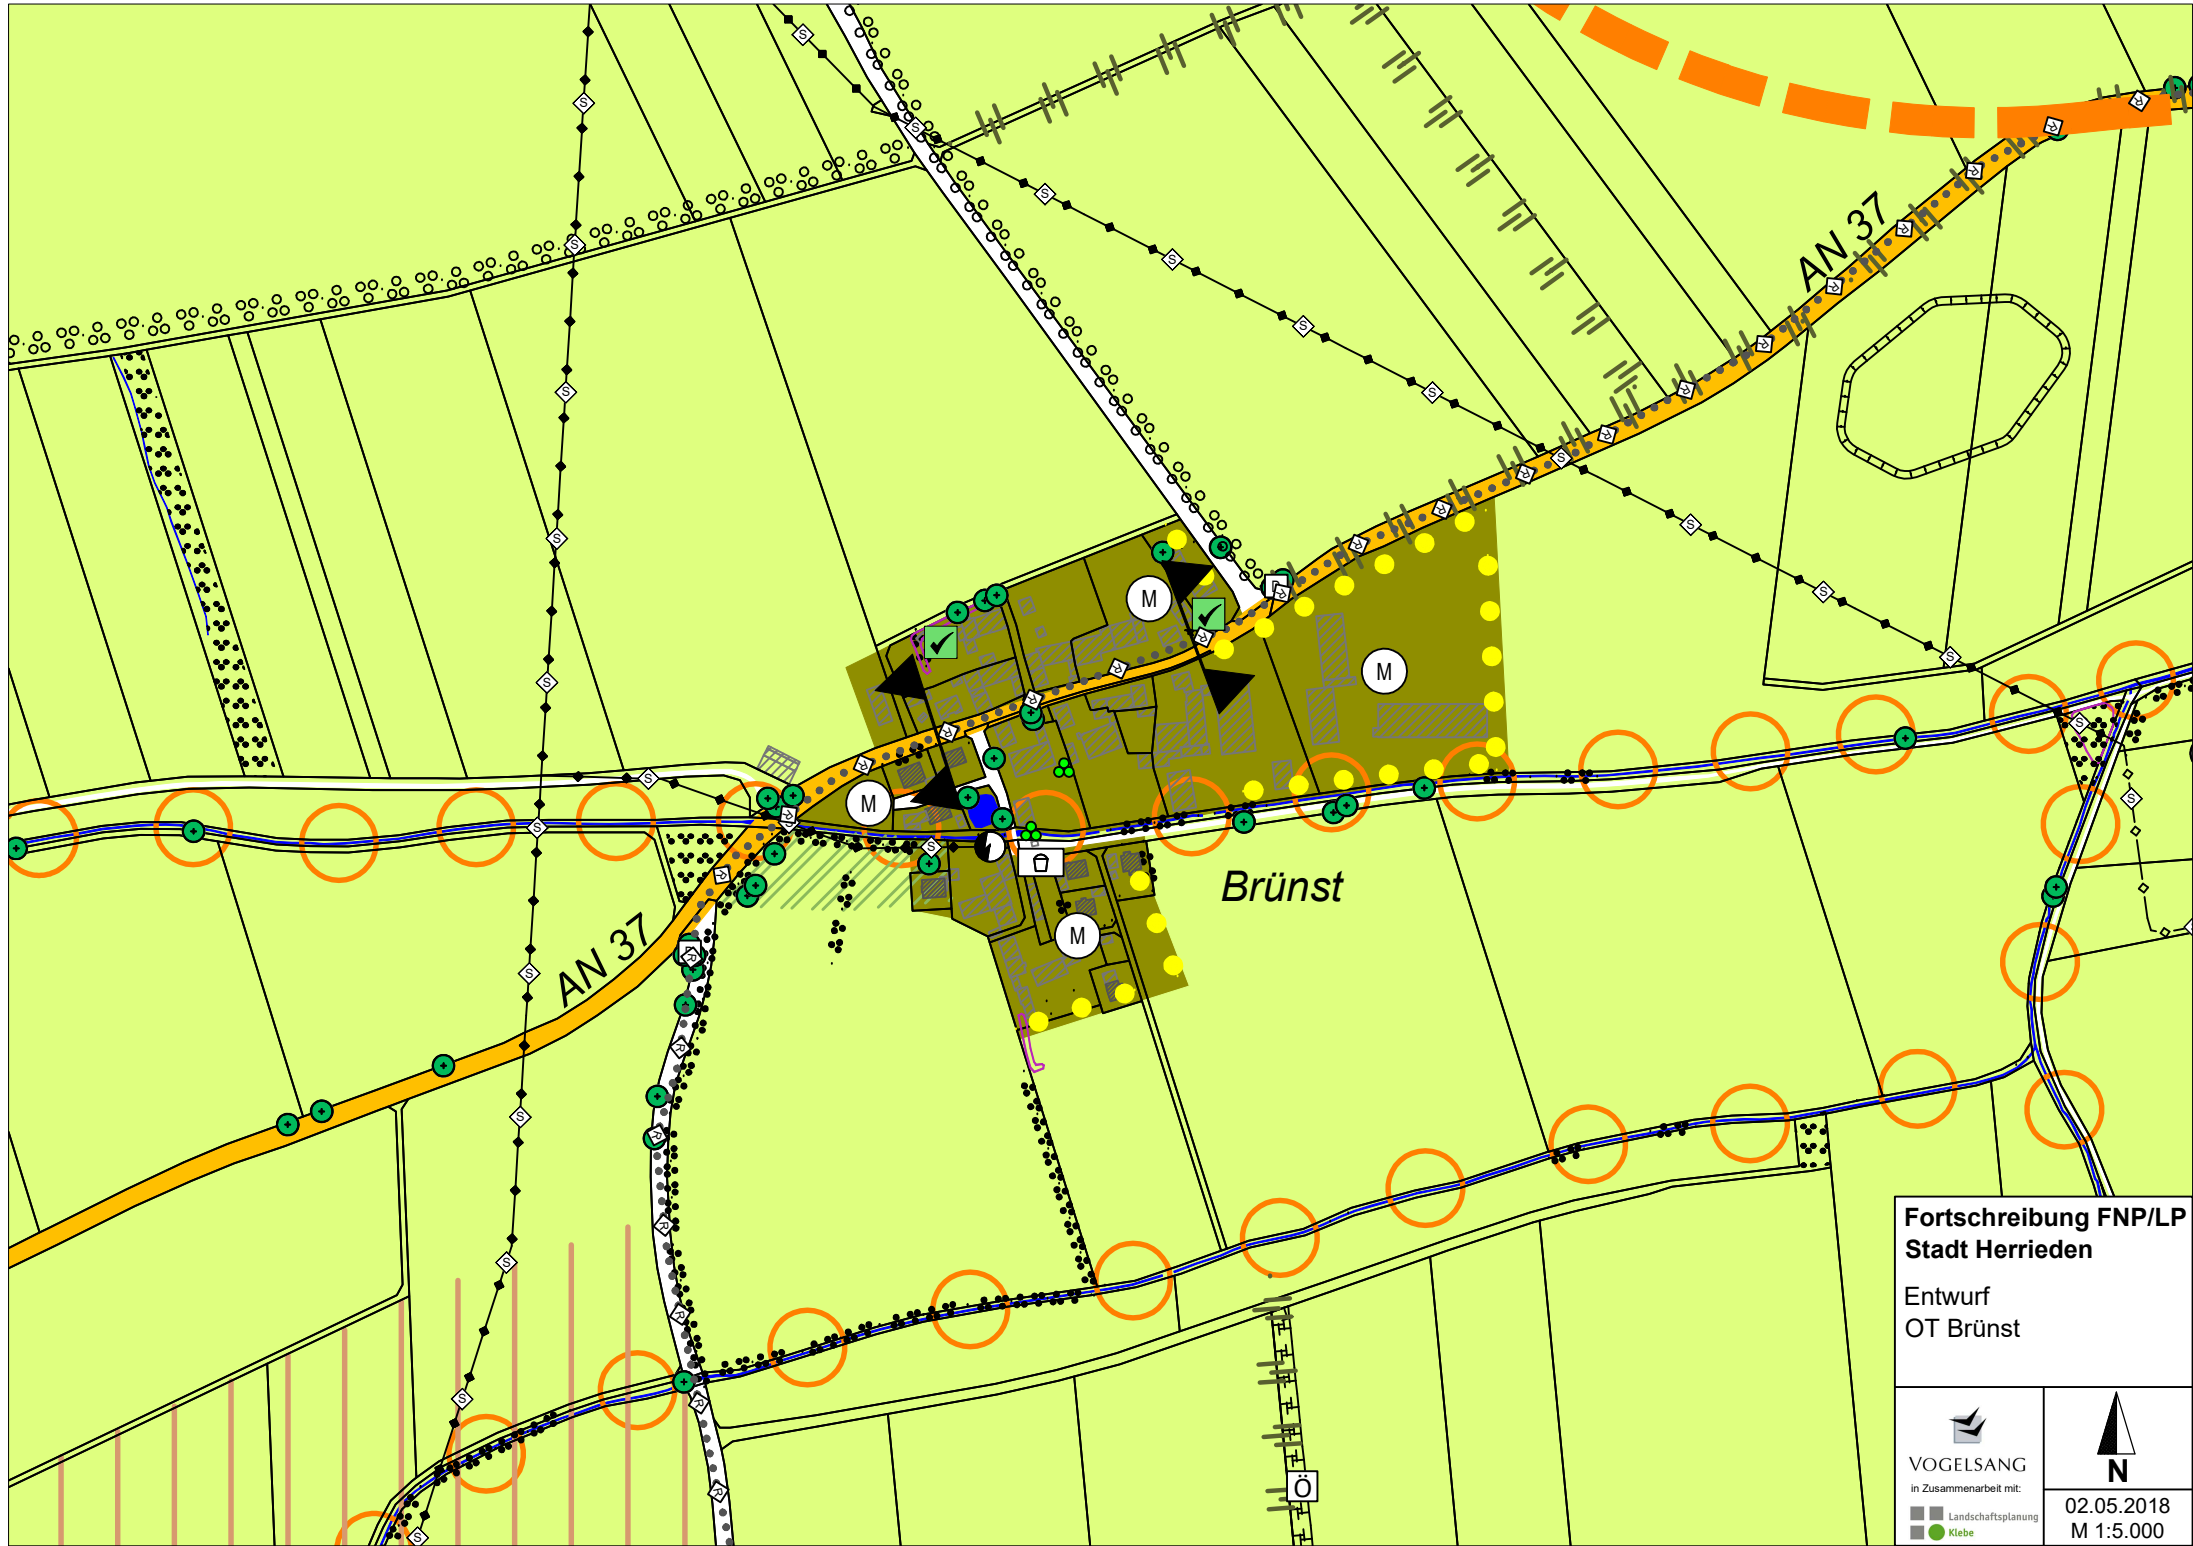 AN 37
M
M
M
M
Brünst
AN 37
Ö
Fortschreibung FNP/LP
Stadt Herrieden
Entwurf
OT Brünst
VOGELSANG
in Zusammenarbeit mit:
Landschaftsplanung
Klebe
N
02.05.2018
M 1:5.000